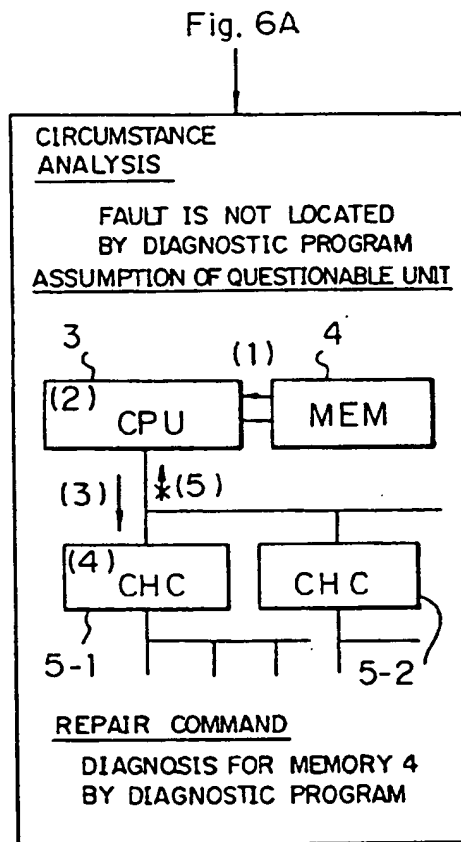 Fig. 6A
CIRCUMSTANCE
ANALYSIS
FAULT IS NOT LOCATED
BY DIAGNOSTIC PROGRAM
ASSUMPTION OF QUESTIONABLE UNIT
3 (1) 4
(2) CPU MEM
(3) (5)
(4) CHC CHC
5-1 5-2
REPAIR COMMAND
DIAGNOSIS FOR MEMORY 4
BY DIAGNOSTIC PROGRAM